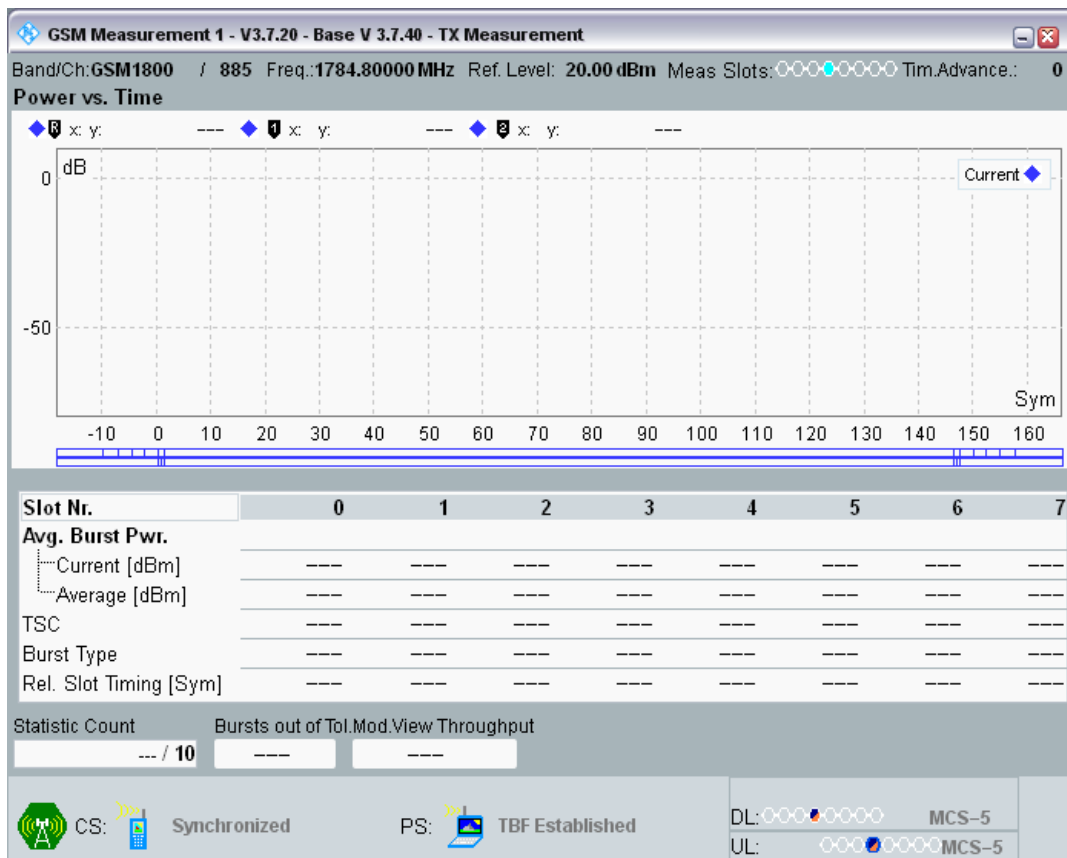 GSM Measurement 1 - V3.7.20 - Base V 3.7.40 - TX Measurement
Band/Ch:GSM1800 / 885 Freq.:1784.80000 MHz Ref. Level: 20.00 dBm Meas Slots: Tim.Advance.: 0
Power vs. Time
R x: y: --- 1 x: y: --- 2 x: y: ---
dB
0
Current
-50
Sym
-10 0 10 20 30 40 50 60 70 80 90 100 110 120 130 140 150 160
Slot Nr. 0 1 2 3 4 5 6 7
Avg. Burst Pwr.
Current [dBm] --- --- --- --- --- --- --- ---
Average [dBm] --- --- --- --- --- --- --- ---
TSC --- --- --- --- --- --- --- ---
Burst Type --- --- --- --- --- --- --- ---
Rel. Slot Timing [Sym] --- --- --- --- --- --- --- ---
Statistic Count Bursts out of Tol.Mod.View Throughput
--- / 10 --- ---
CS: Synchronized PS: TBF Established DL: MCS-5
UL: MCS-5